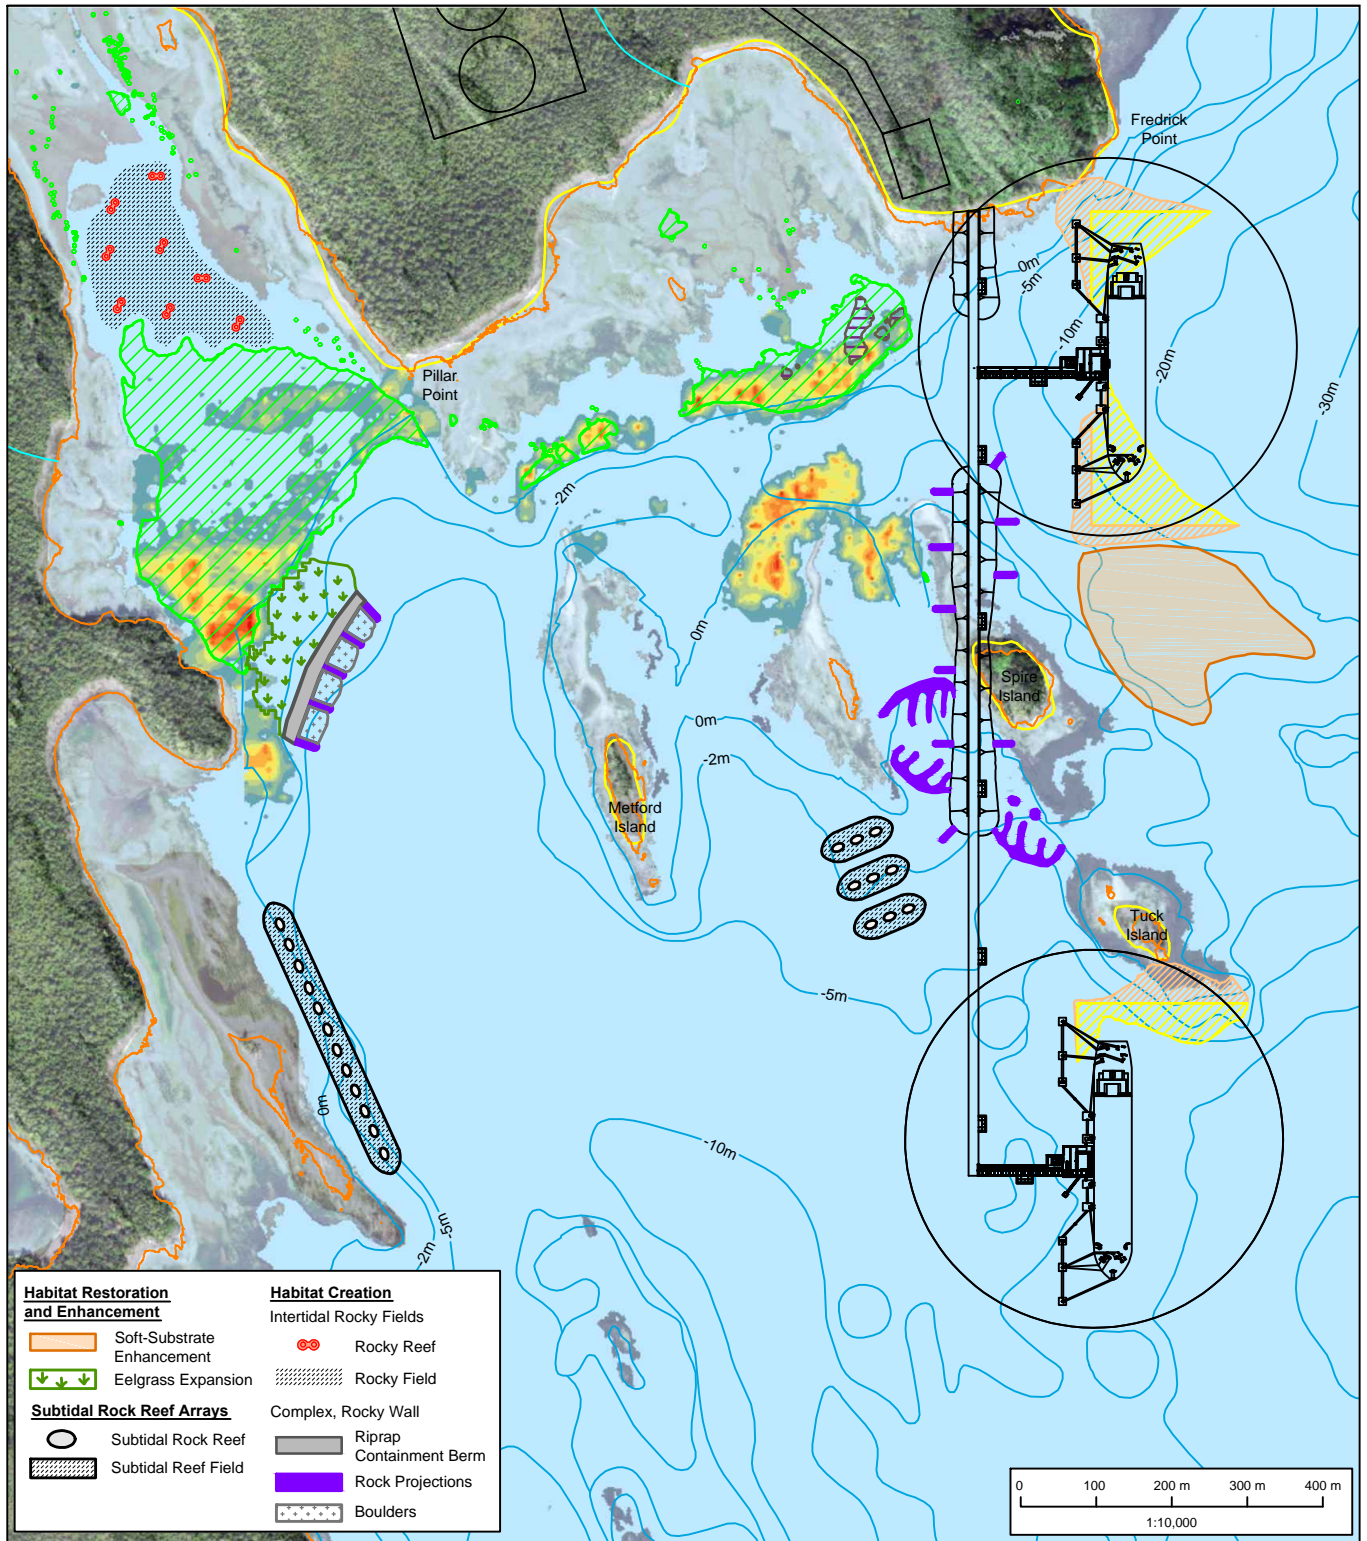 Fredrick
Point
0m
-5m
-10m
-20m
-30m
Pillar
Point
-2m
0m
Spire
Island
0m
-2m
Metford
Island
Tuck
Island
-5m
0m
-10m
-5m
-2m
Habitat Restoration
and Enhancement
Soft-Substrate
Enhancement
Eelgrass Expansion
Subtidal Rock Reef Arrays
Subtidal Rock Reef
Subtidal Reef Field
Habitat Creation
Intertidal Rocky Fields
Rocky Reef
Rocky Field
Complex, Rocky Wall
Riprap
Containment Berm
Rock Projections
Boulders
0 100 200 m 300 m 400 m
1:10,000